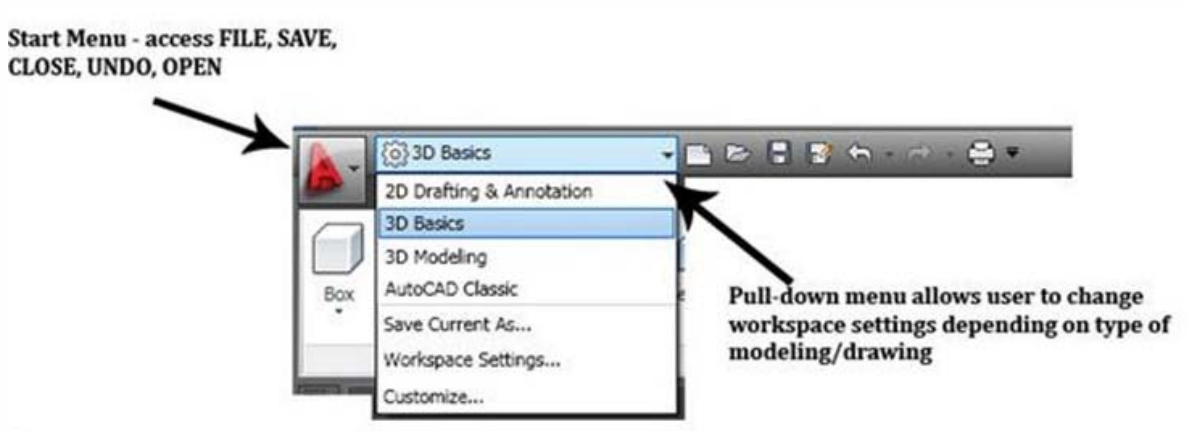 Start Menu - access FILE, SAVE,
CLOSE, UNDO, OPEN
3D Basics
2D Drafting & Annotation
3D Basics
3D Modeling
AutoCAD Classic
Save Current As...
Workspace Settings...
Customize...
Box
Pull-down menu allows user to change
workspace settings depending on type of
modeling/drawing